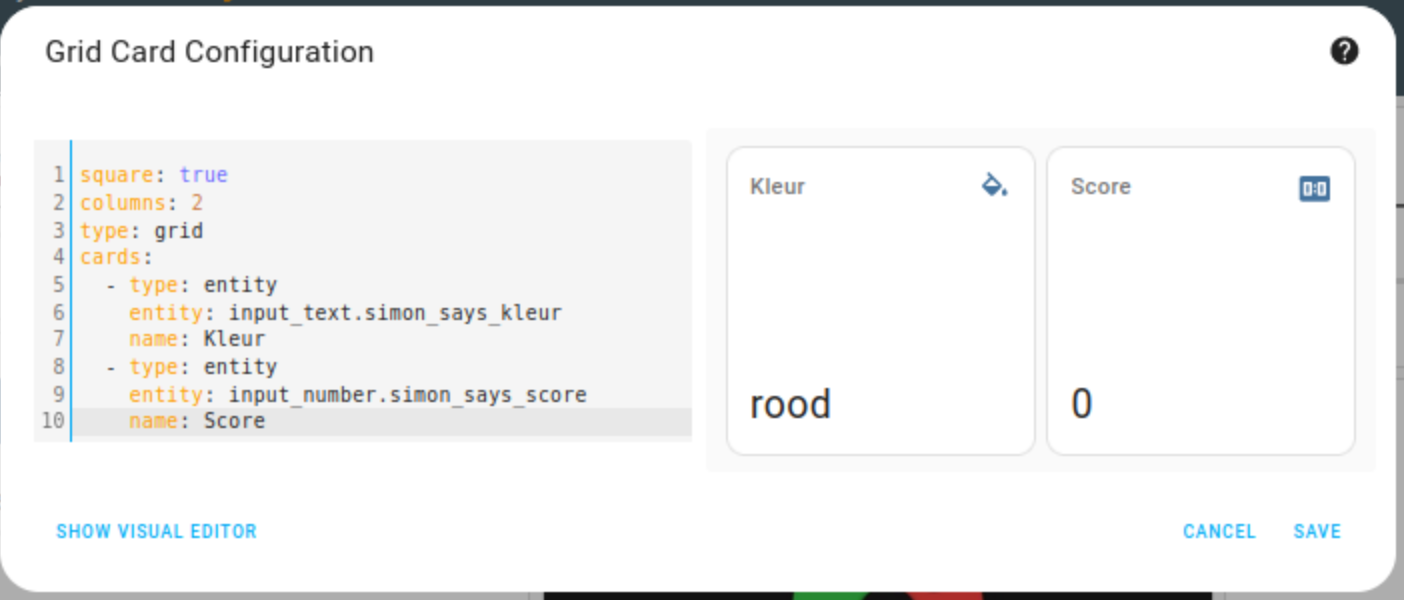 Grid Card Configuration
1 square: true
2 columns: 2
3 type: grid
4 cards:
5   - type: entity
6     entity: input_text.simon_says_kleur
7     name: Kleur
8   - type: entity
9     entity: input_number.simon_says_score
10     name: Score
Kleur
rood
Score
0
SHOW VISUAL EDITOR
CANCEL SAVE